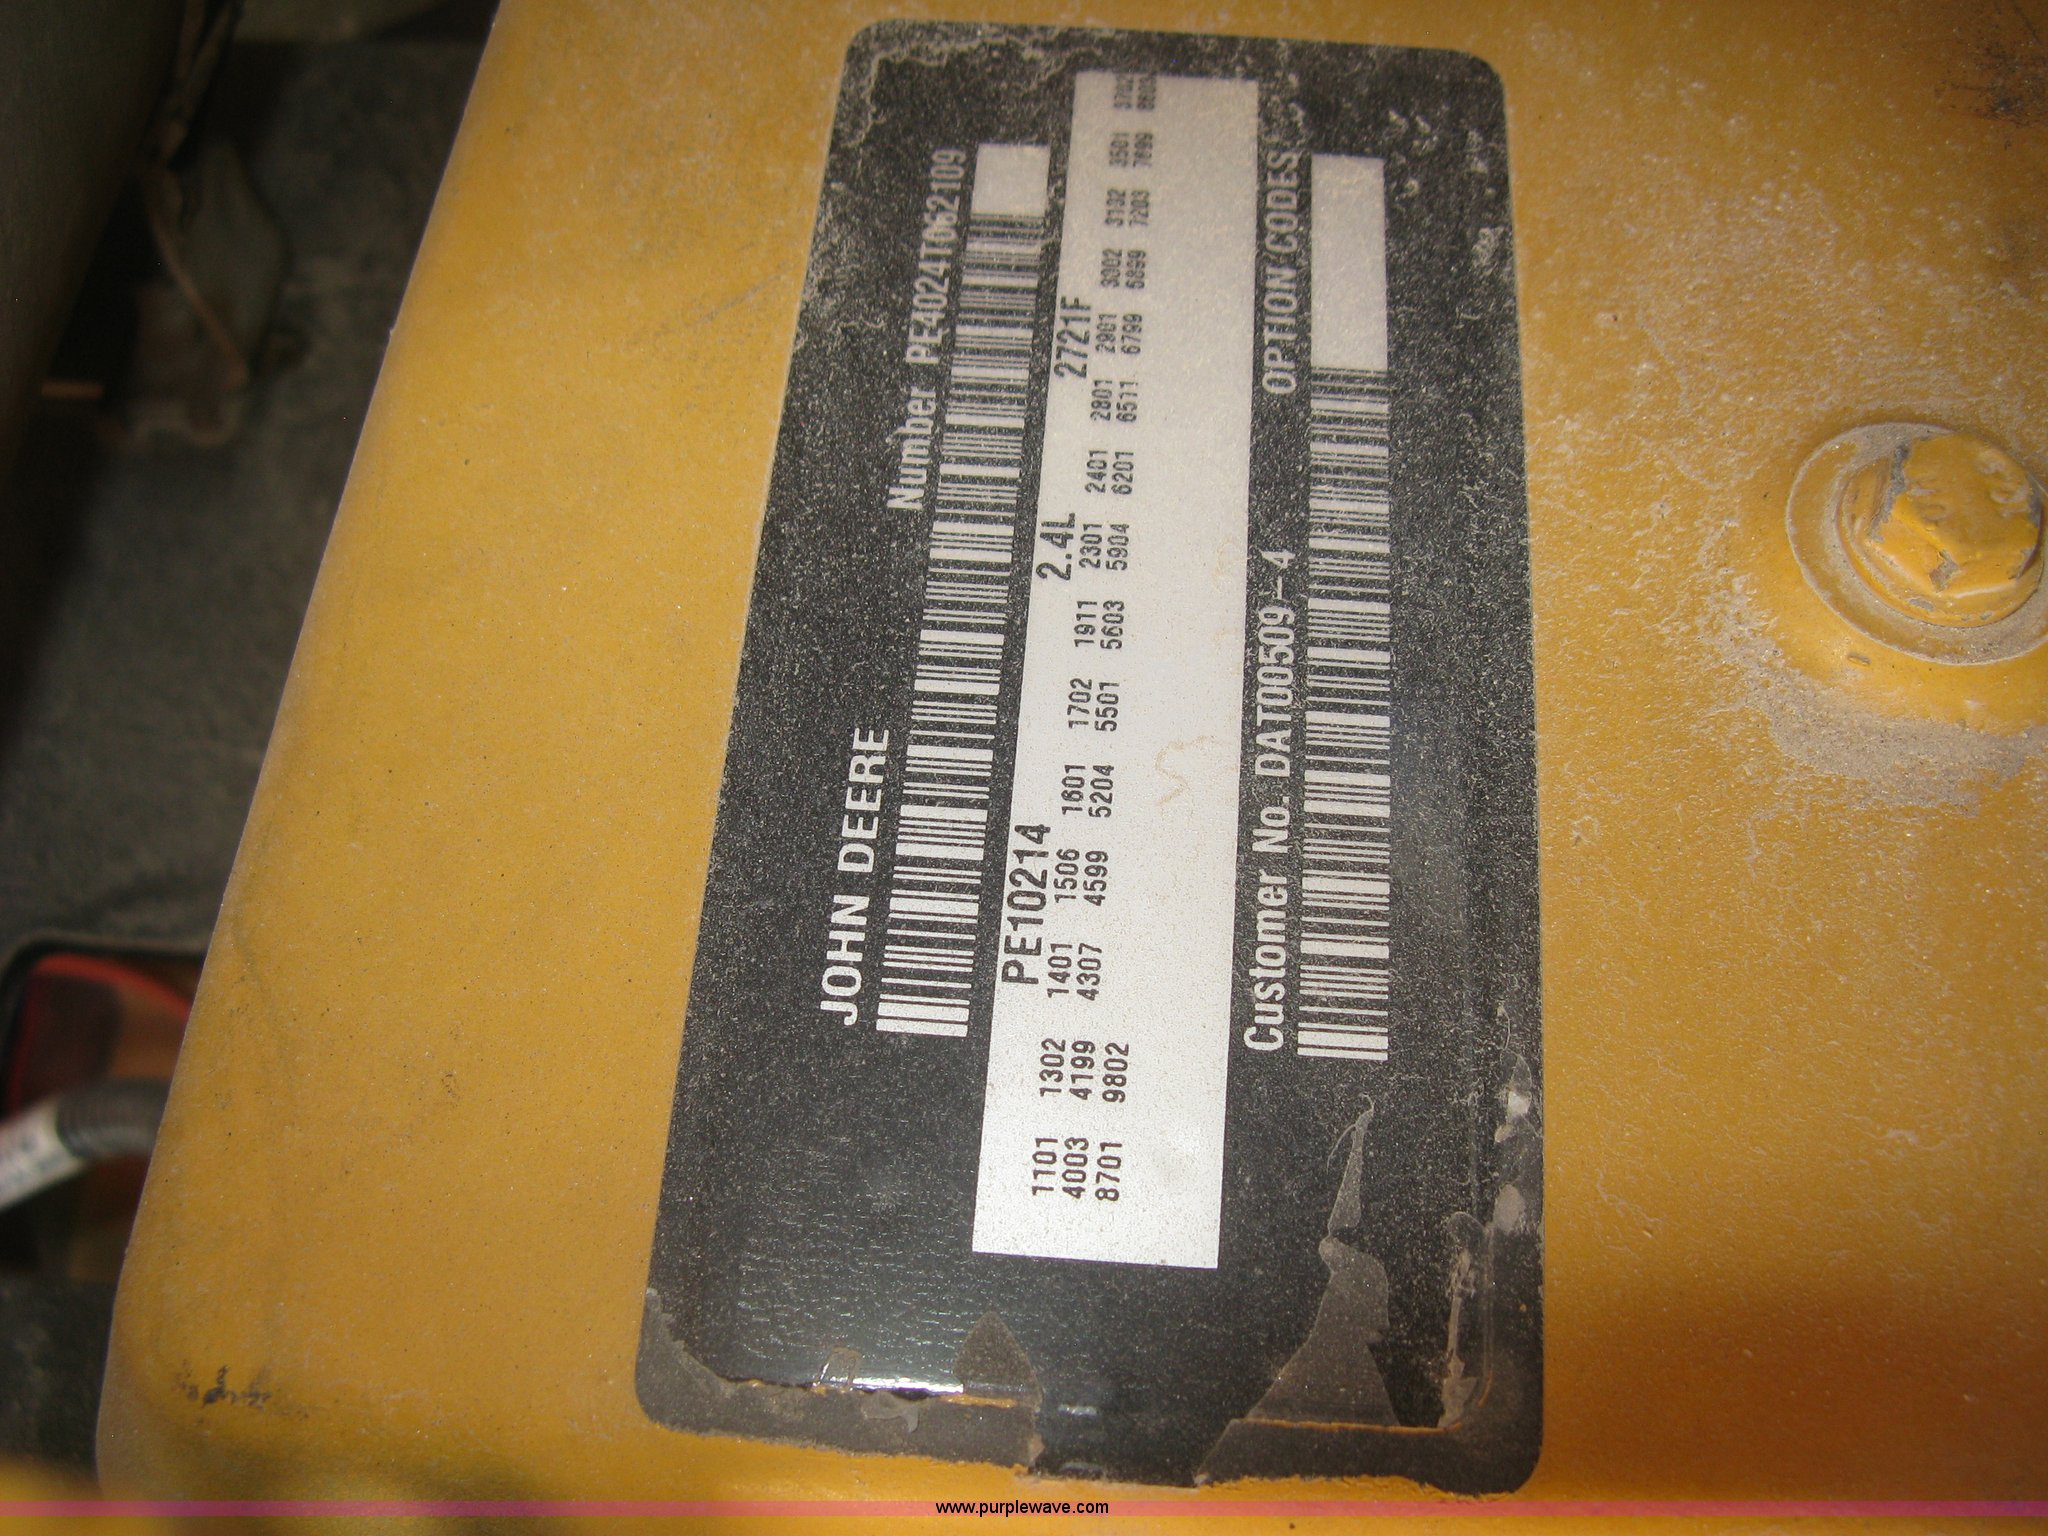 JOHN DEERE Number PE4024T062109
PE10214 2.4L 2721F
1101 1302 1401 1506 1601 1702 1911 2301 2401 2801 2901 3002 3132 3501
4003 4199 4307 4599 5204 5501 5603 5904 6201 6511 6799 6899 7203 7699
8701 9802
Customer No. DAT00509-4 OPTION CODES
www.purplewave.com